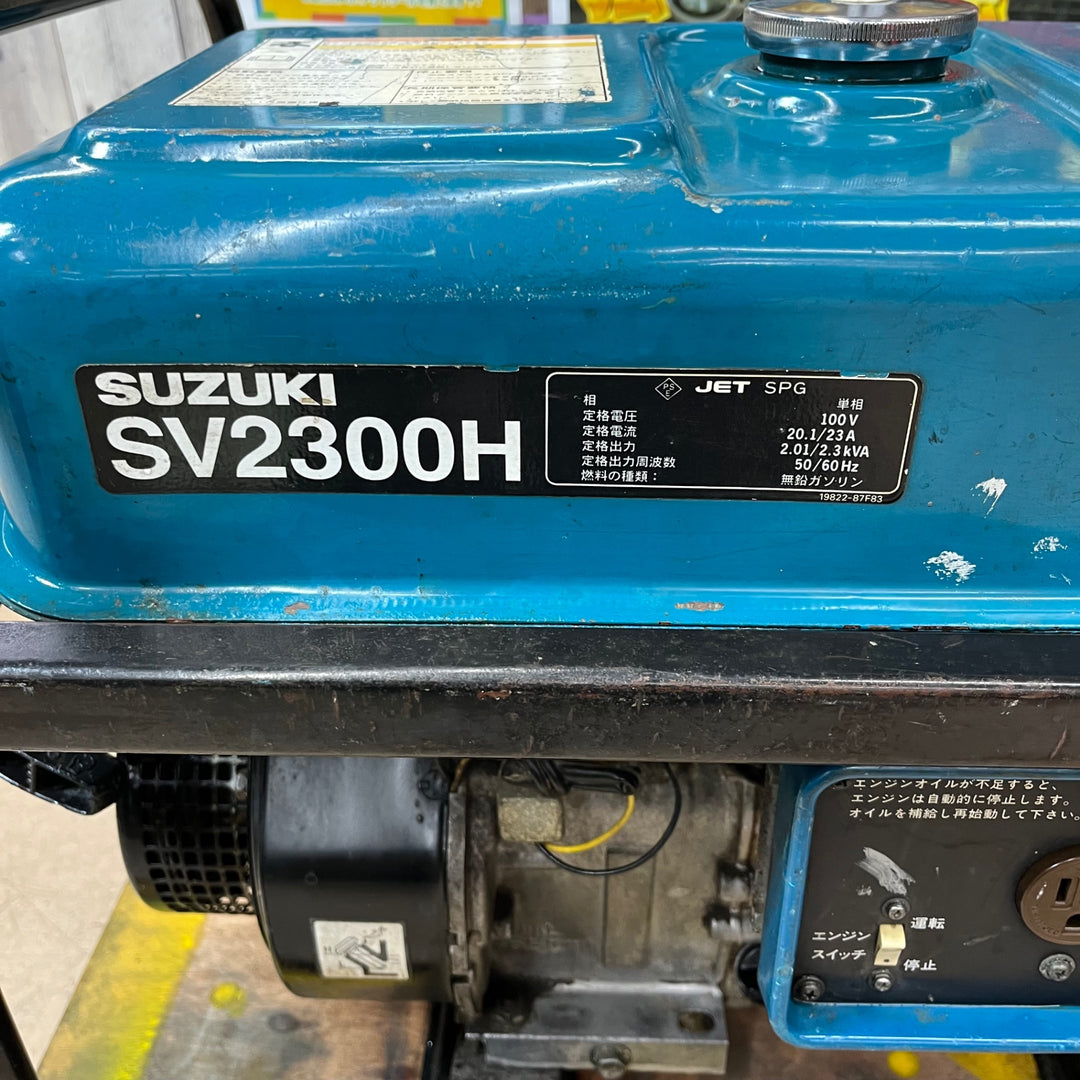 SUZUKI
SV2300H
PS
E
JET SPG
相 単相
定格電圧 100V
定格電流 20.1/23A
定格出力 2.01/2.3kVA
定格出力周波数 50/60Hz
燃料の種類: 無鉛ガソリン
19822-87F83
エンジンオイルが不足すると、
エンジンは自動的に停止します。
オイルを補給し再始動して下さい。
運転
エンジン
スイッチ
停止